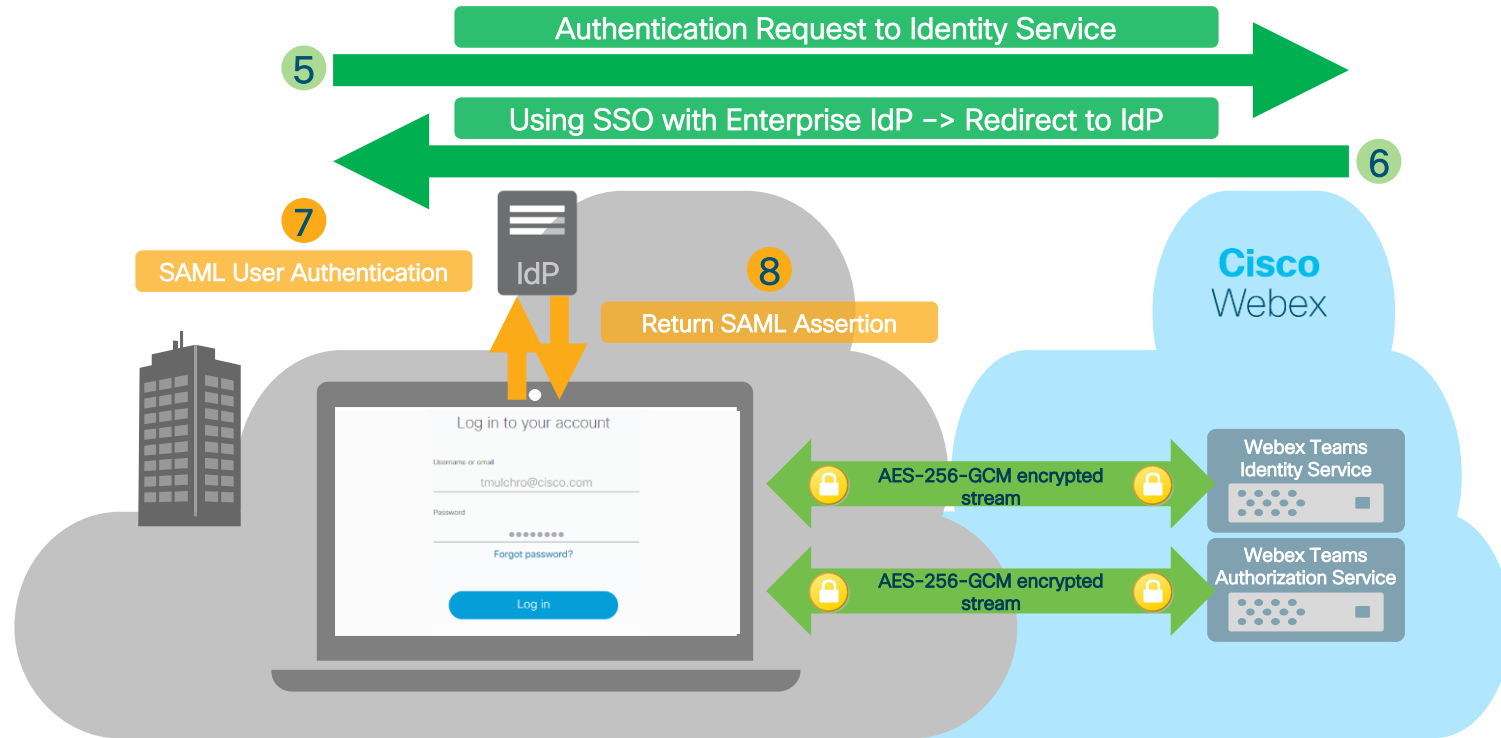 Authentication Request to Identity Service
5
Using SSO with Enterprise IdP -> Redirect to IdP
6
7
SAML User Authentication
IdP
8
Return SAML Assertion
Cisco
Webex
Log in to your account
Username or email
tmulchro@cisco.com
Password
Forgot password?
Log in
AES-256-GCM encrypted
stream
Webex Teams
Identity Service
AES-256-GCM encrypted
stream
Webex Teams
Authorization Service